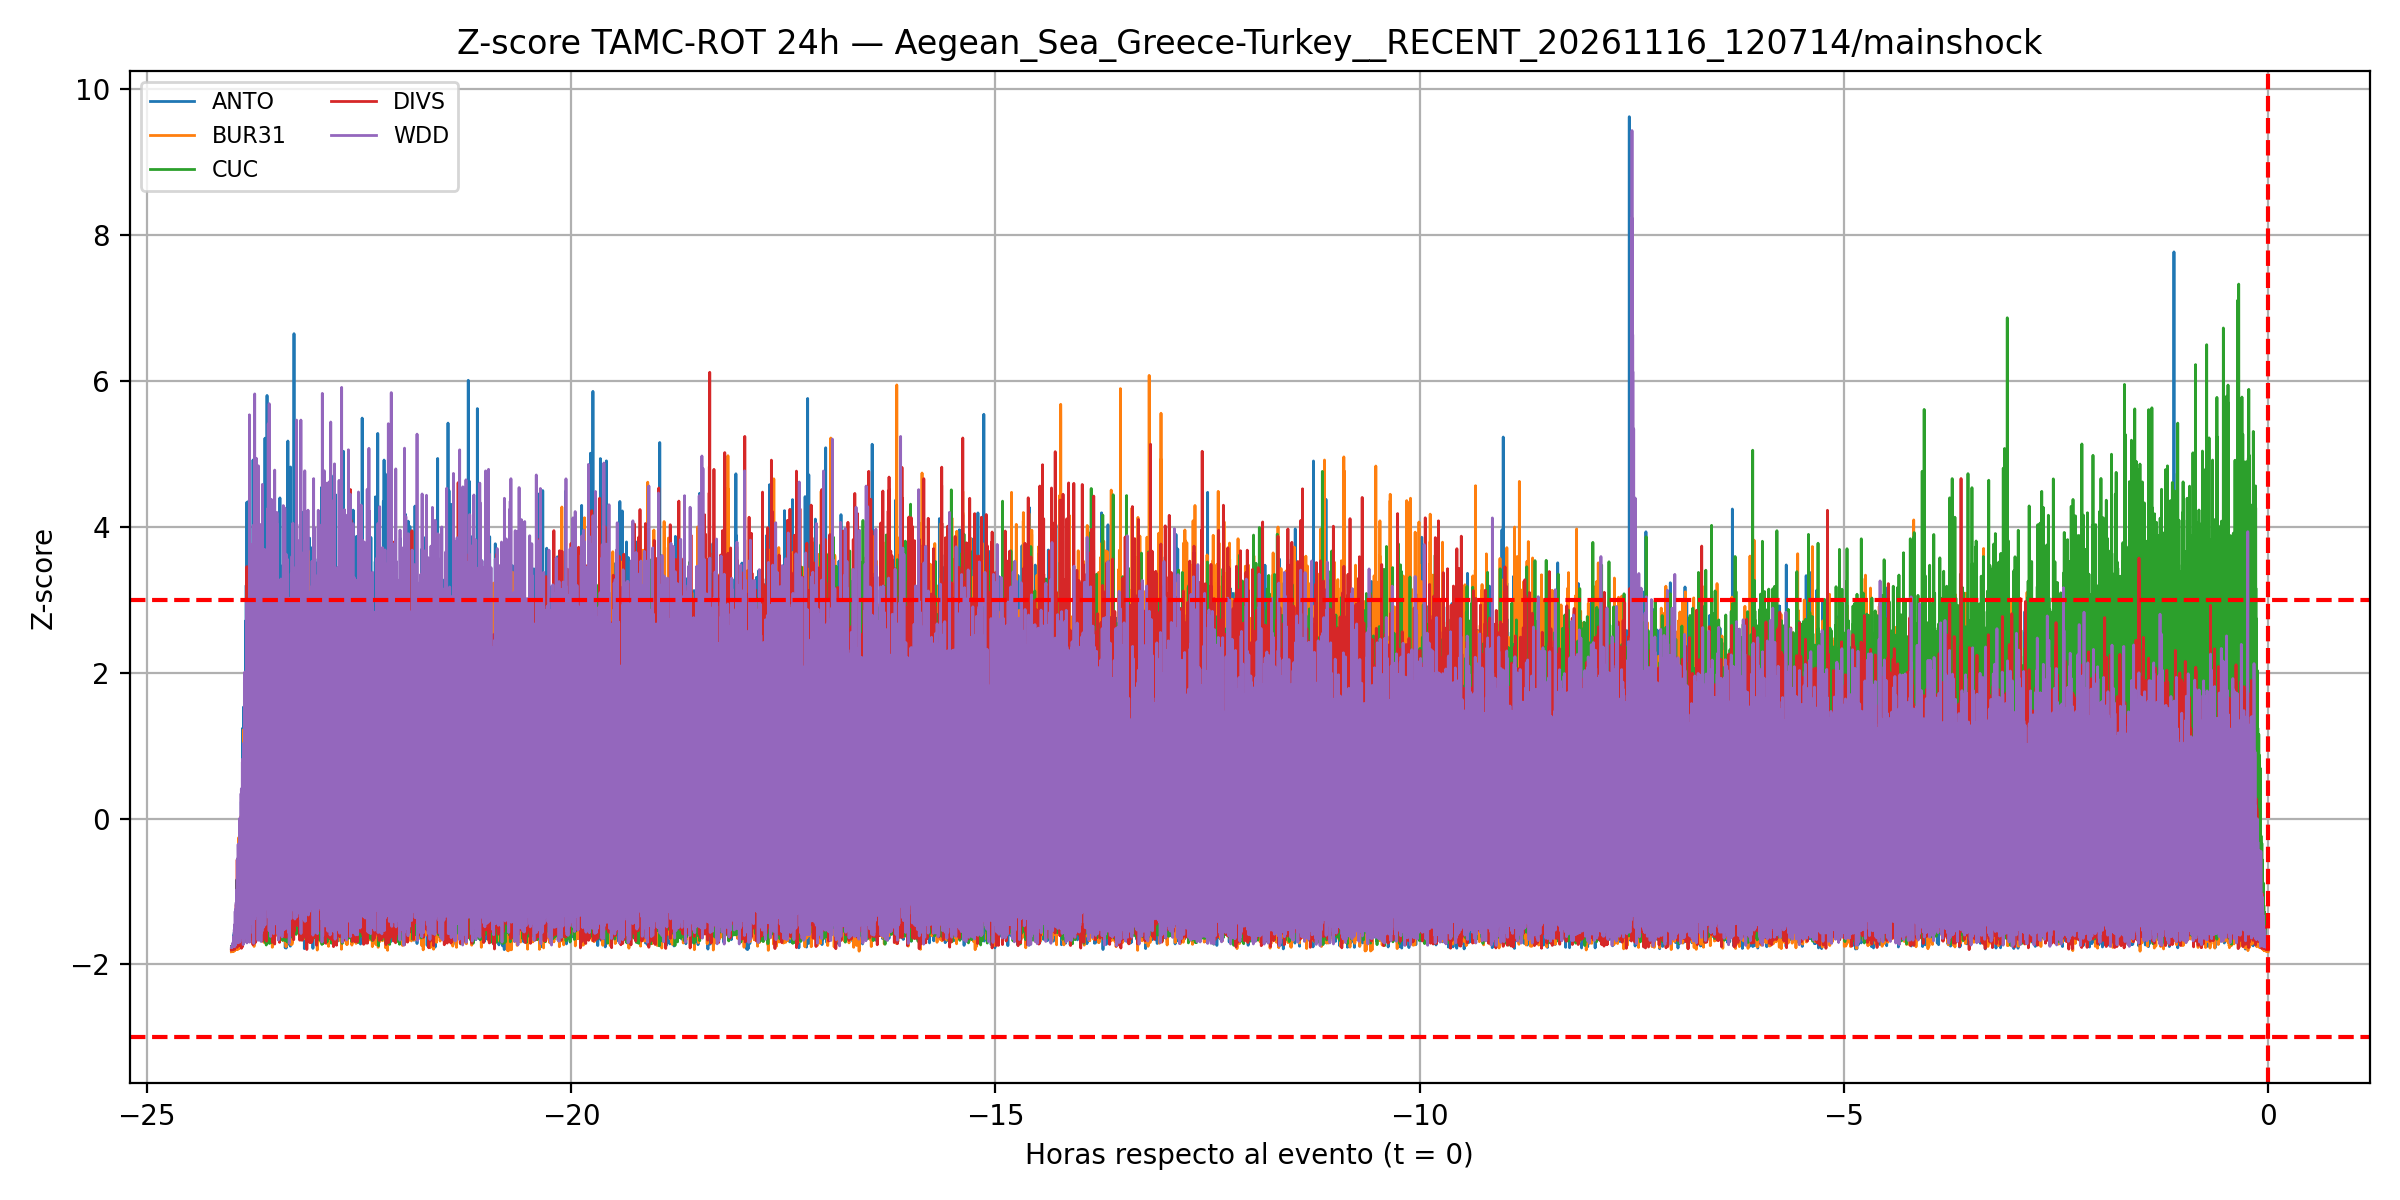 Z-score TAMC-ROT 24h — Aegean_Sea_Greece-Turkey__RECENT_20261116_120714/mainshock
ANTO
BUR31
CUC
DIVS
WDD
Z-score
10
8
6
4
2
0
−2
−25
−20
−15
−10
−5
0
Horas respecto al evento (t = 0)